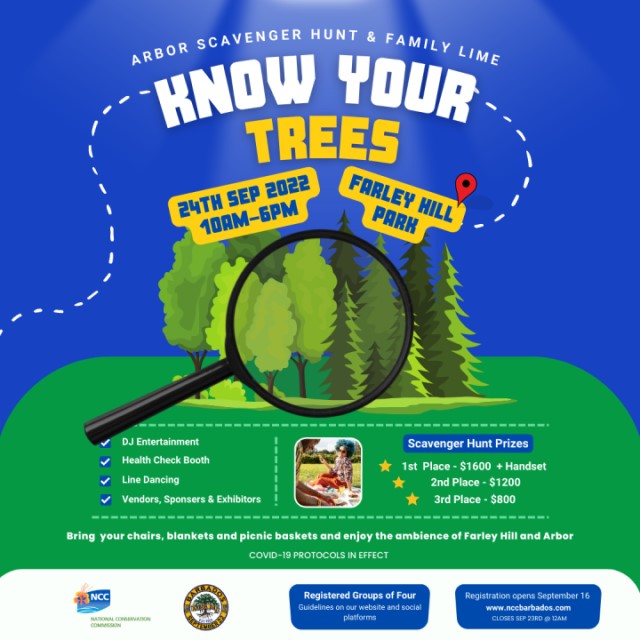 ARBOR SCAVENGER HUNT & FAMILY LIME
KNOW YOUR
TREES
24TH SEP 2022
10AM-6PM
FARLEY HILL
PARK
DJ Entertainment
Health Check Booth
Line Dancing
Vendors, Sponsers & Exhibitors
Scavenger Hunt Prizes
1st Place - $1600 + Handset
2nd Place - $1200
3rd Place - $800
Bring your chairs, blankets and picnic baskets and enjoy the ambience of Farley Hill and Arbor
COVID-19 PROTOCOLS IN EFFECT
NCC
NATIONAL CONSERVATION
COMMISSION
BARBADOS
Registered Groups of Four
Guidelines on our website and social
platforms
Registration opens September 16
www.nccbarbados.com
CLOSES SEP 23RD @ 12AM